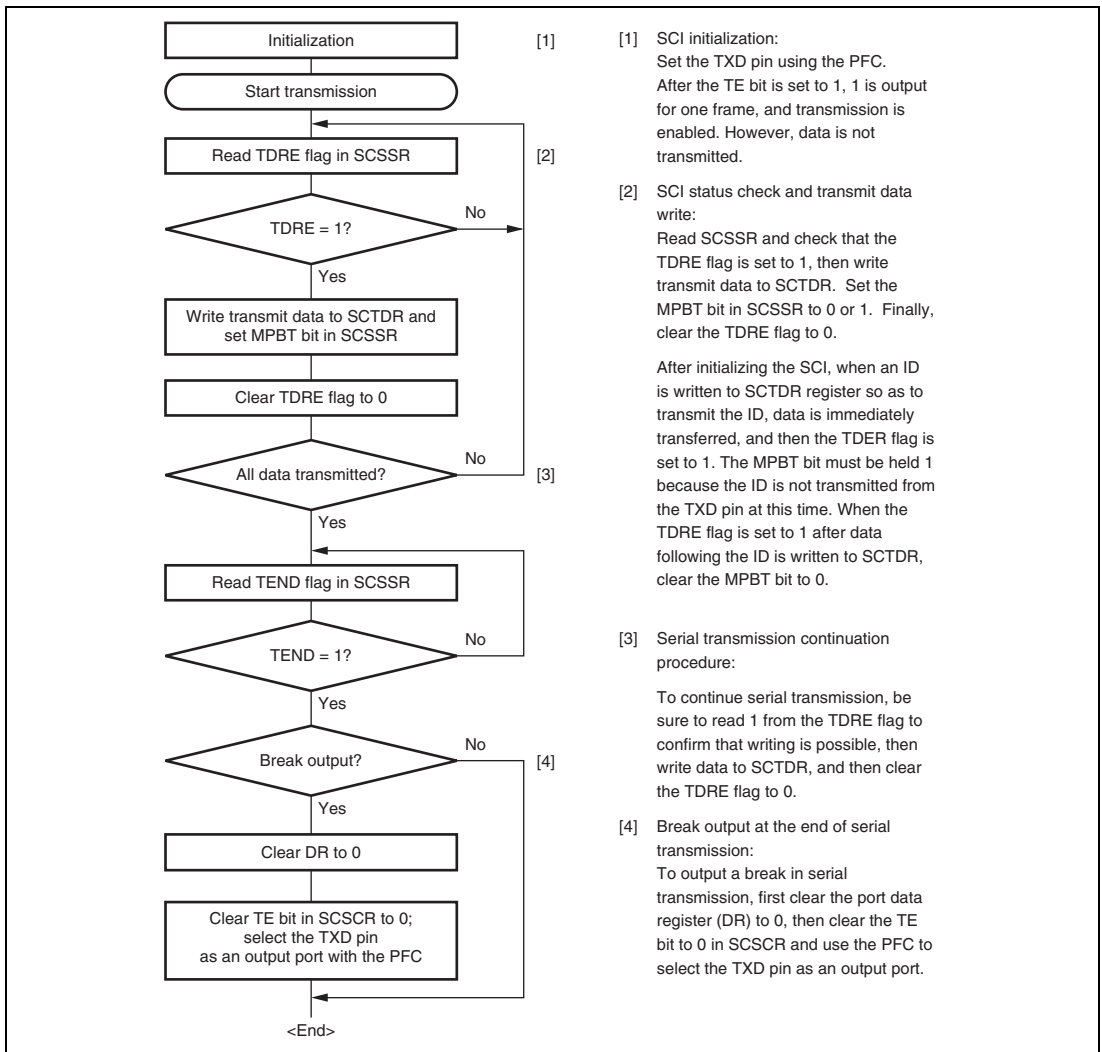 Initialization
[1]
Start transmission
Read TDRE flag in SCSSR
[2]
TDRE = 1?
No
Yes
Write transmit data to SCTDR and
set MPBT bit in SCSSR
Clear TDRE flag to 0
All data transmitted?
No
[3]
Yes
Read TEND flag in SCSSR
TEND = 1?
No
Yes
Break output?
No
[4]
Yes
Clear DR to 0
Clear TE bit in SCSCR to 0;
select the TXD pin
as an output port with the PFC
<End>
[1] SCI initialization:
Set the TXD pin using the PFC.
After the TE bit is set to 1, 1 is output
for one frame, and transmission is
enabled. However, data is not
transmitted.
[2] SCI status check and transmit data
write:
Read SCSSR and check that the
TDRE flag is set to 1, then write
transmit data to SCTDR. Set the
MPBT bit in SCSSR to 0 or 1. Finally,
clear the TDRE flag to 0.
After initializing the SCI, when an ID
is written to SCTDR register so as to
transmit the ID, data is immediately
transferred, and then the TDER flag is
set to 1. The MPBT bit must be held 1
because the ID is not transmitted from
the TXD pin at this time. When the
TDRE flag is set to 1 after data
following the ID is written to SCTDR,
clear the MPBT bit to 0.
[3] Serial transmission continuation
procedure:
To continue serial transmission, be
sure to read 1 from the TDRE flag to
confirm that writing is possible, then
write data to SCTDR, and then clear
the TDRE flag to 0.
[4] Break output at the end of serial
transmission:
To output a break in serial
transmission, first clear the port data
register (DR) to 0, then clear the TE
bit to 0 in SCSCR and use the PFC to
select the TXD pin as an output port.